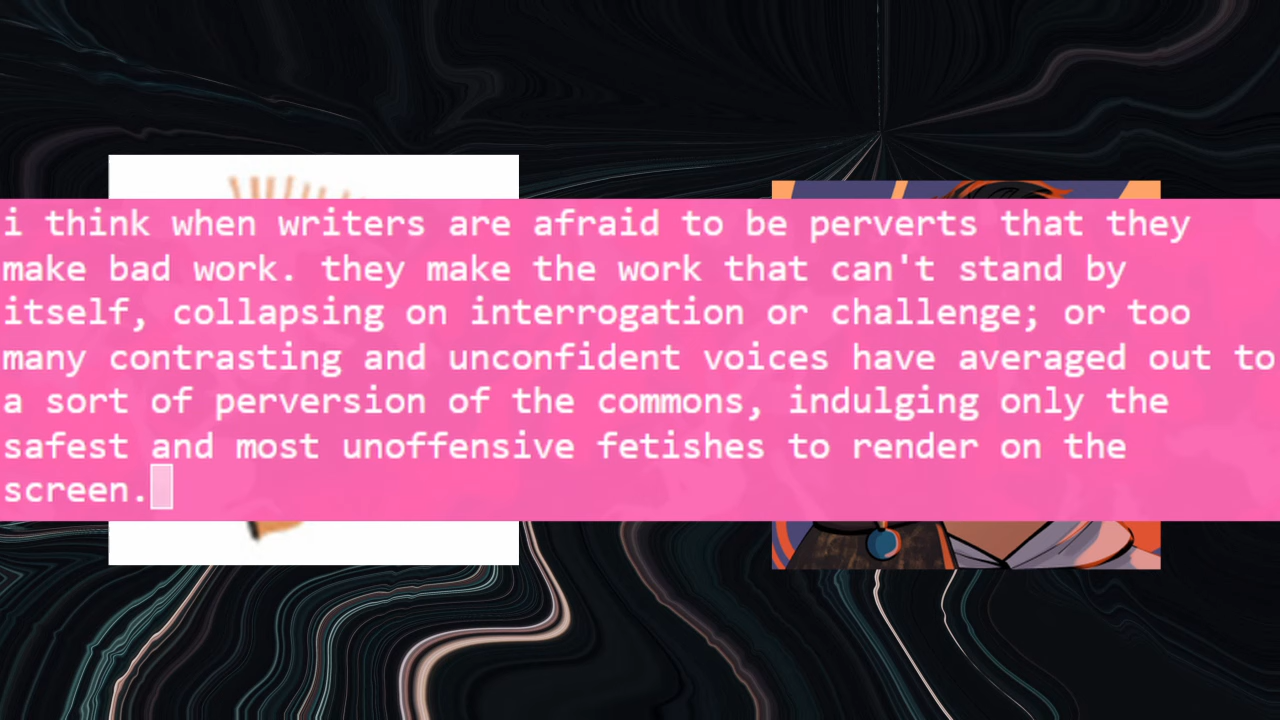 i think when writers are afraid to be perverts that they
make bad work. they make the work that can't stand by
itself, collapsing on interrogation or challenge; or too
many contrasting and unconfident voices have averaged out to
a sort of perversion of the commons, indulging only the
safest and most unoffensive fetishes to render on the
screen.